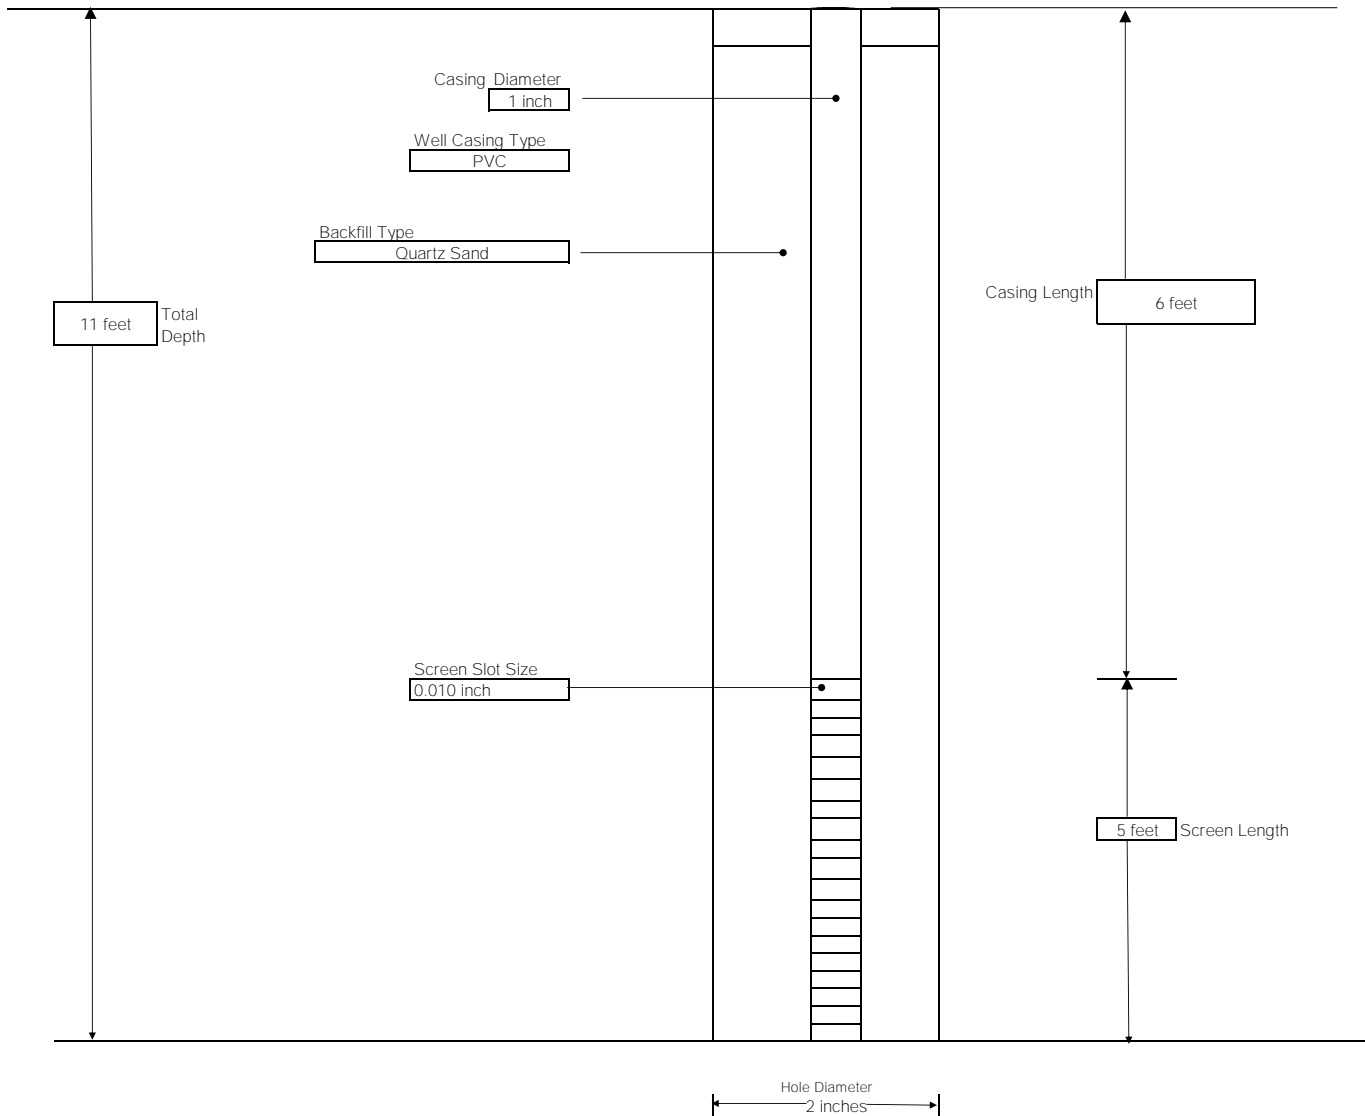 Casing Diameter
1 inch
Well Casing Type
PVC
Backfill Type
Quartz Sand
Casing Length
6 feet
11 feet
Total
Depth
Screen Slot Size
0.010 inch
5 feet
Screen Length
Hole Diameter
2 inches